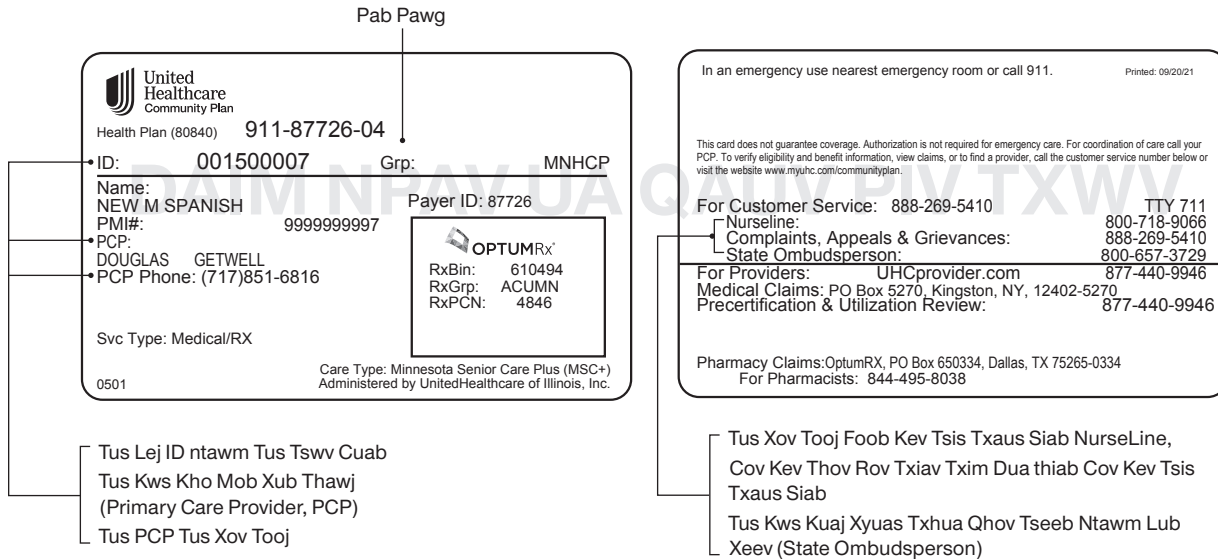 Pab Pawg
United
Healthcare
Community Plan
Health Plan (80840) 911-87726-04
ID: 001500007 Grp: MNHCP
Name:
NEW M SPANISH Payer ID: 87726
PMI#: 9999999997
PCP:
DOUGLAS GETWELL
PCP Phone: (717)851-6816
OPTUMRx®
RxBin: 610494
RxGrp: ACUMN
RxPCN: 4846
Svc Type: Medical/RX
Care Type: Minnesota Senior Care Plus (MSC+)
0501 Administered by UnitedHealthcare of Illinois, Inc.
DAIM NPAV UA QAUV PIV TXWV
In an emergency use nearest emergency room or call 911. Printed: 09/20/21
This card does not guarantee coverage. Authorization is not required for emergency care. For coordination of care call your
PCP. To verify eligibility and benefit information, view claims, or to find a provider, call the customer service number below or
visit the website www.myuhc.com/communityplan.
For Customer Service: 888-269-5410 TTY 711
Nurseline: 800-718-9066
Complaints, Appeals & Grievances: 888-269-5410
State Ombudsperson: 800-657-3729
For Providers: UHCprovider.com 877-440-9946
Medical Claims: PO Box 5270, Kingston, NY, 12402-5270
Precertification & Utilization Review: 877-440-9946
Pharmacy Claims:OptumRX, PO Box 650334, Dallas, TX 75265-0334
For Pharmacists: 844-495-8038
Tus Lej ID ntawm Tus Tswv Cuab
Tus Kws Kho Mob Xub Thawj
(Primary Care Provider, PCP)
Tus PCP Tus Xov Tooj
Tus Xov Tooj Foob Kev Tsis Txaus Siab NurseLine,
Cov Kev Thov Rov Txiav Txim Dua thiab Cov Kev Tsis
Txaus Siab
Tus Kws Kuaj Xyuas Txhua Qhov Tseeb Ntawm Lub
Xeev (State Ombudsperson)